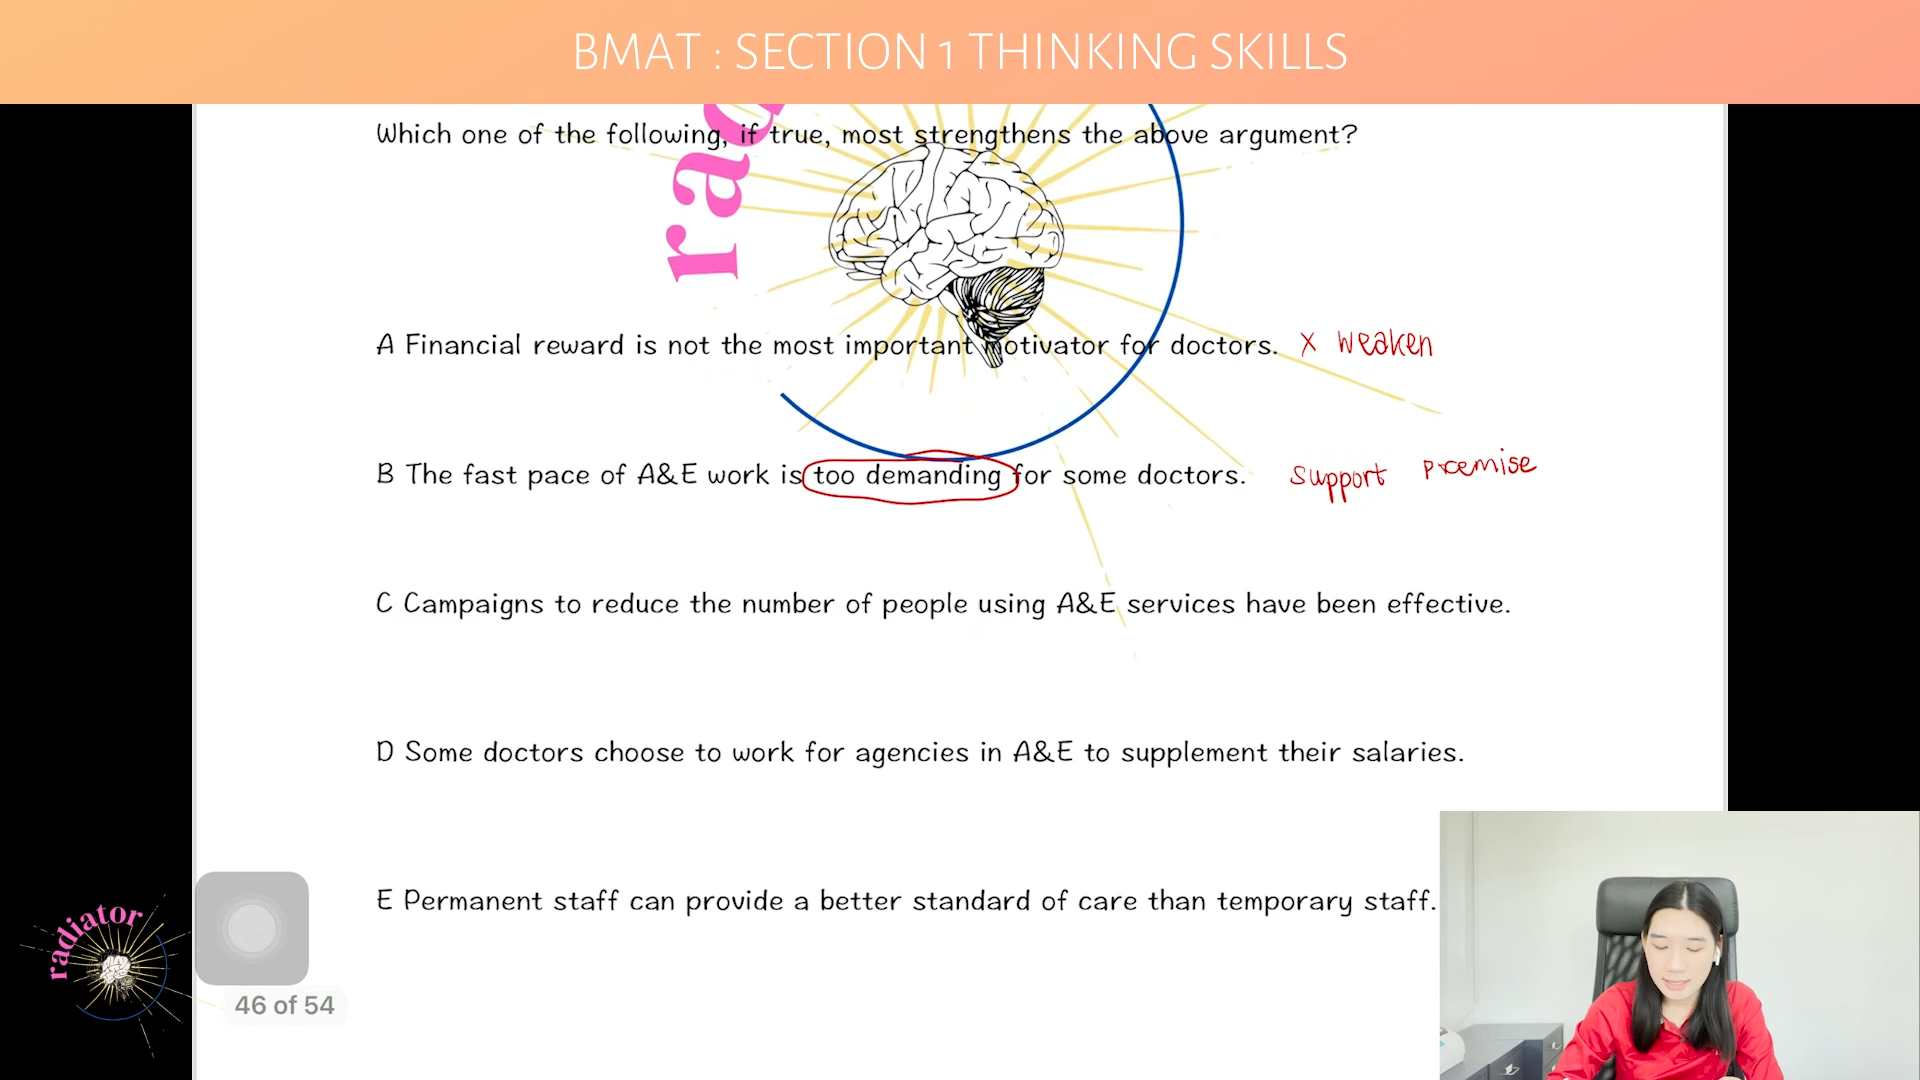 BMAT : SECTION 1 THINKING SKILLS
rad
Which one of the following, if true, most strengthens the above argument?
A Financial reward is not the most important motivator for doctors. x weaken
B The fast pace of A&E work is too demanding for some doctors. support premise
C Campaigns to reduce the number of people using A&E services have been effective.
D Some doctors choose to work for agencies in A&E to supplement their salaries.
E Permanent staff can provide a better standard of care than temporary staff.
radiator
46 of 54